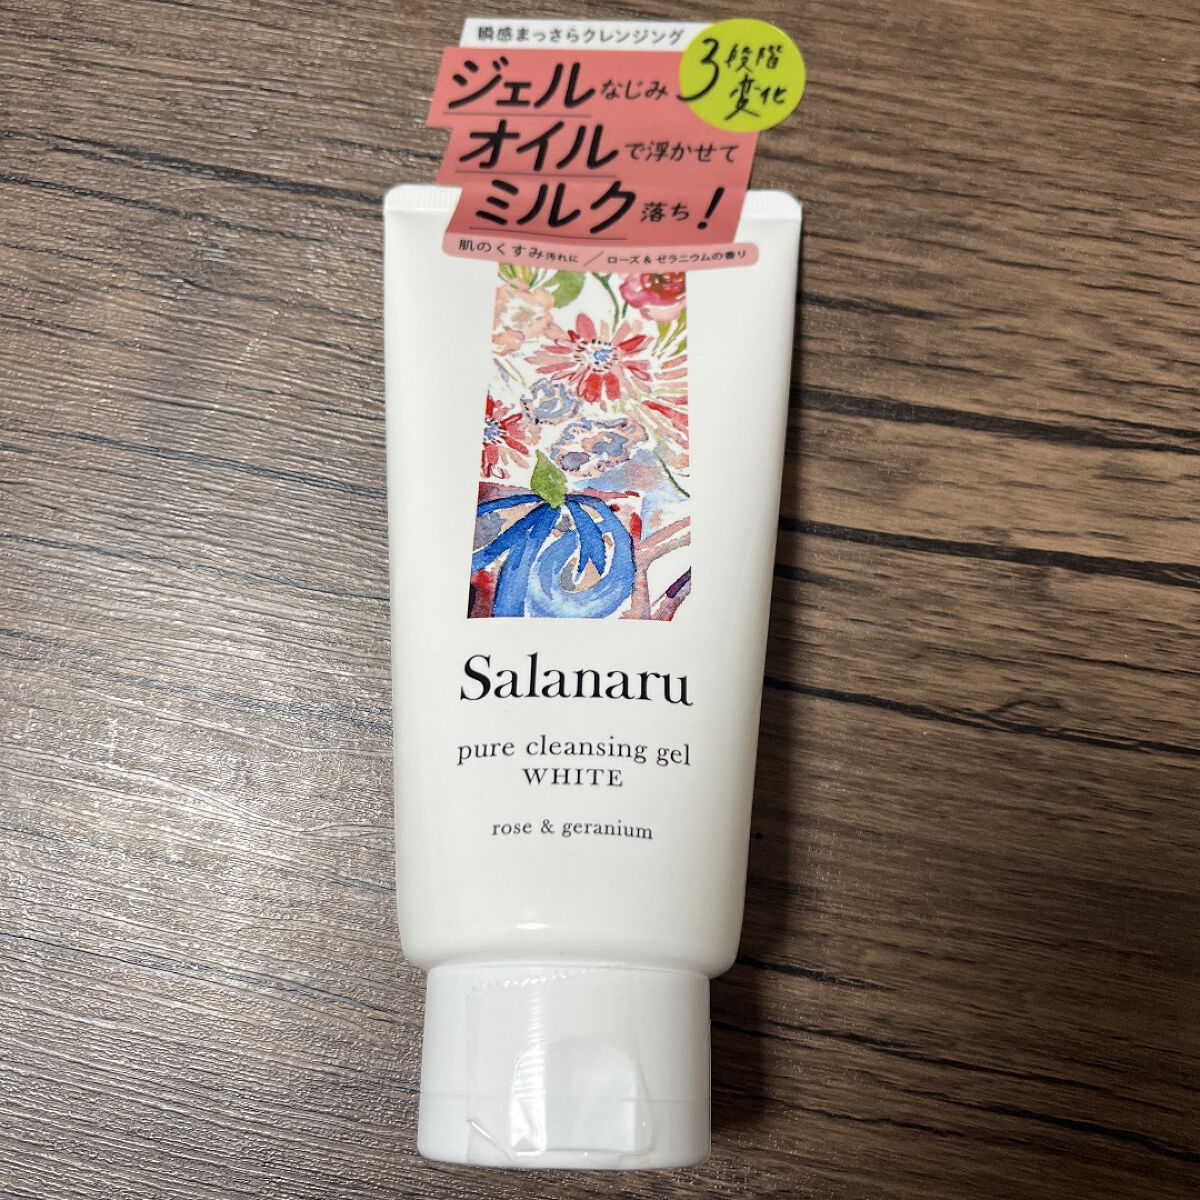 瞬感まっさらクレンジング
3段階
変化
ジェルなじみ
オイルで浮かせて
ミルク落ち!
肌のくすみ汚れに/ローズ&ゼラニウムの香り
Salanaru
pure cleansing gel
WHITE
rose & geranium